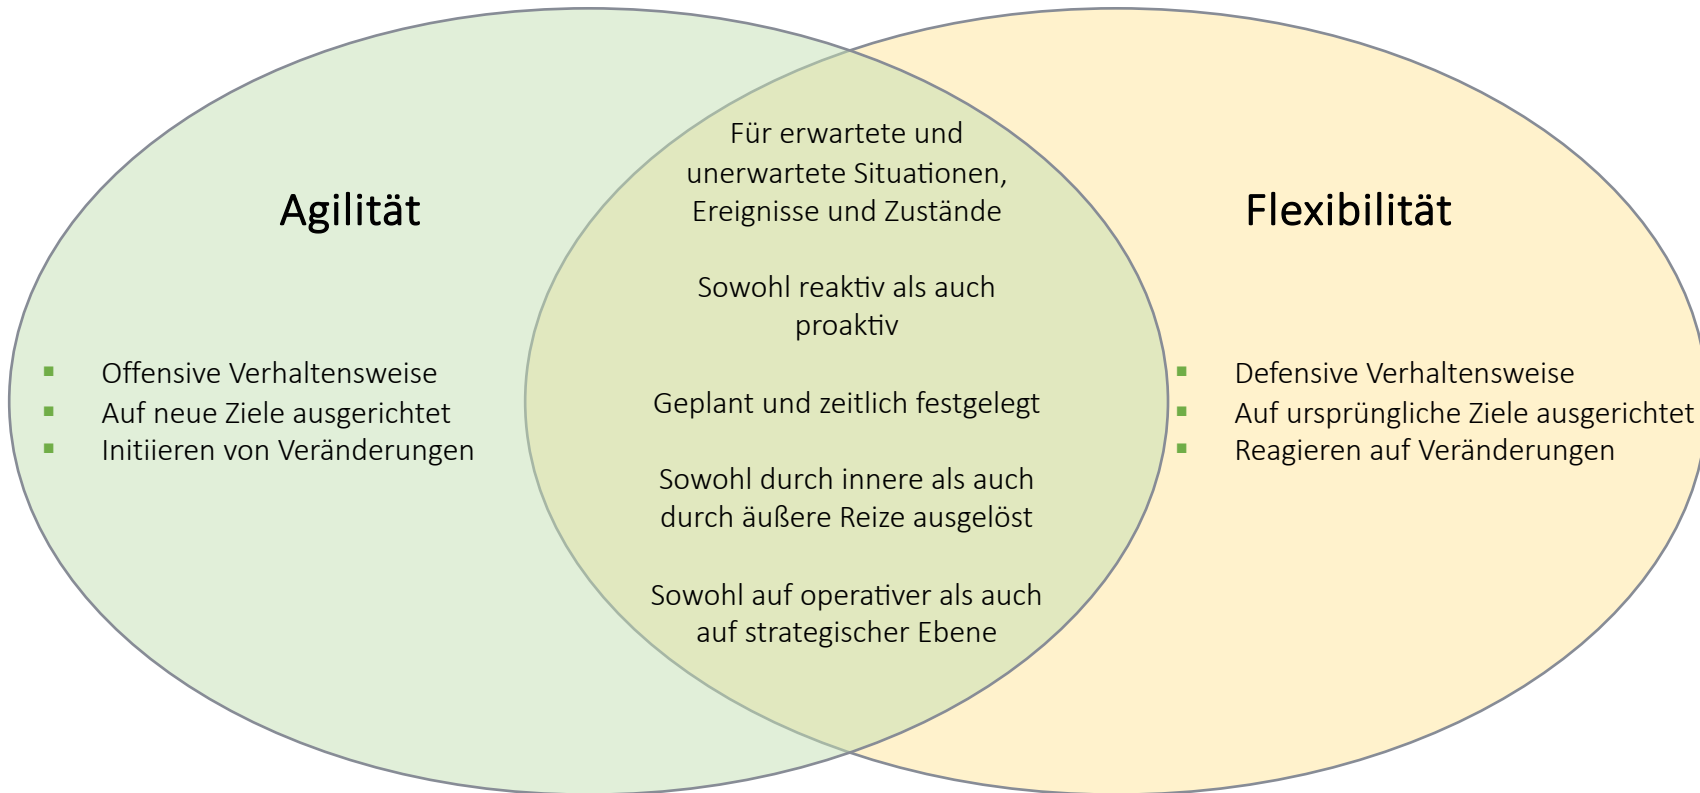 Agilität
▪ Offensive Verhaltensweise
▪ Auf neue Ziele ausgerichtet
▪ Initiieren von Veränderungen
Für erwartete und
unerwartete Situationen,
Ereignisse und Zustände
Sowohl reaktiv als auch
proaktiv
Geplant und zeitlich festgelegt
Sowohl durch innere als auch
durch äußere Reize ausgelöst
Sowohl auf operativer als auch
auf strategischer Ebene
Flexibilität
▪ Defensive Verhaltensweise
▪ Auf ursprüngliche Ziele ausgerichtet
▪ Reagieren auf Veränderungen